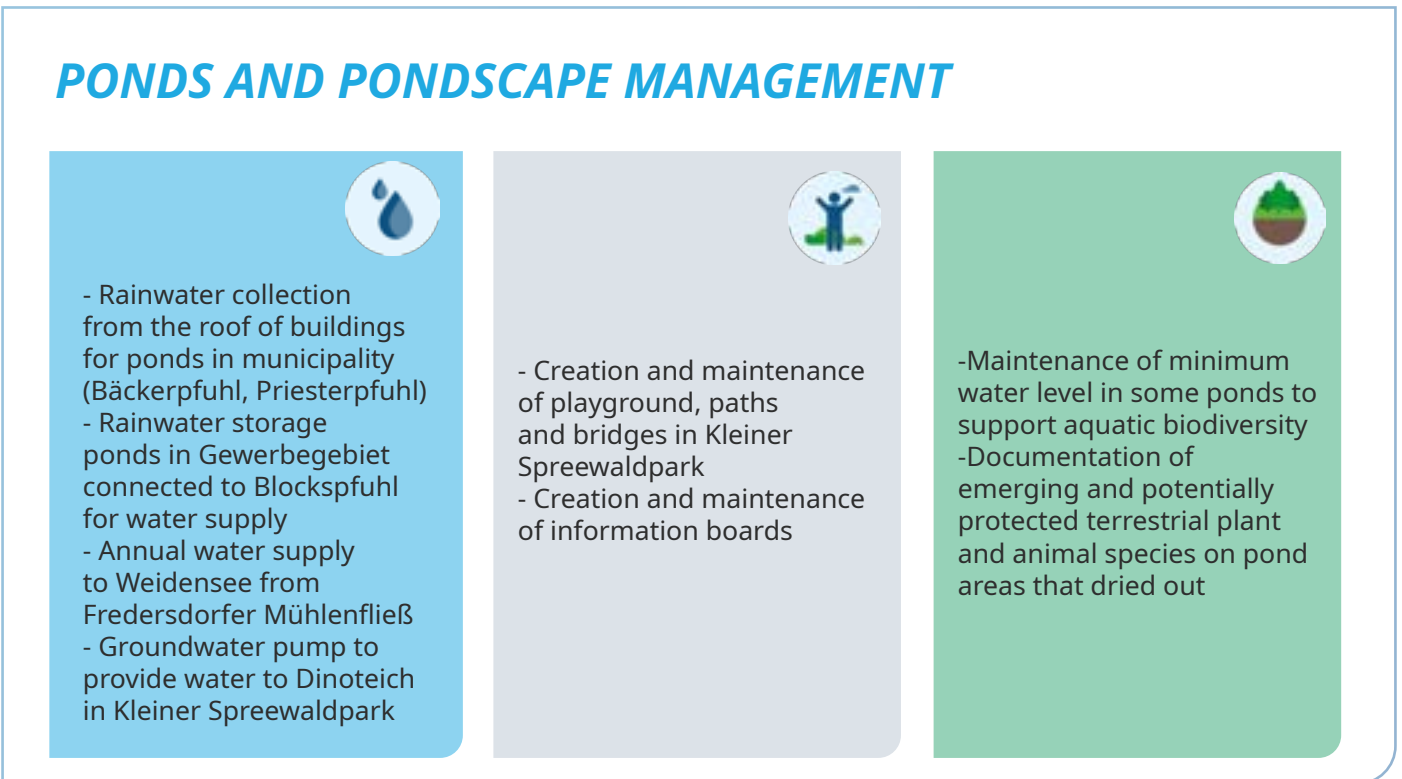 PONDS AND PONDSCAPE MANAGEMENT
- Rainwater collection
from the roof of buildings
for ponds in municipality
(Bäckerpfuhl, Priesterpfuhl)
- Rainwater storage
ponds in Gewerbegebiet
connected to Blockspfuhl
for water supply
- Annual water supply
to Weidensee from
Fredersdorfer Mühlenfließ
- Groundwater pump to
provide water to Dinoteich
in Kleiner Spreewaldpark
- Creation and maintenance
of playground, paths
and bridges in Kleiner
Spreewaldpark
- Creation and maintenance
of information boards
-Maintenance of minimum
water level in some ponds to
support aquatic biodiversity
-Documentation of
emerging and potentially
protected terrestrial plant
and animal species on pond
areas that dried out